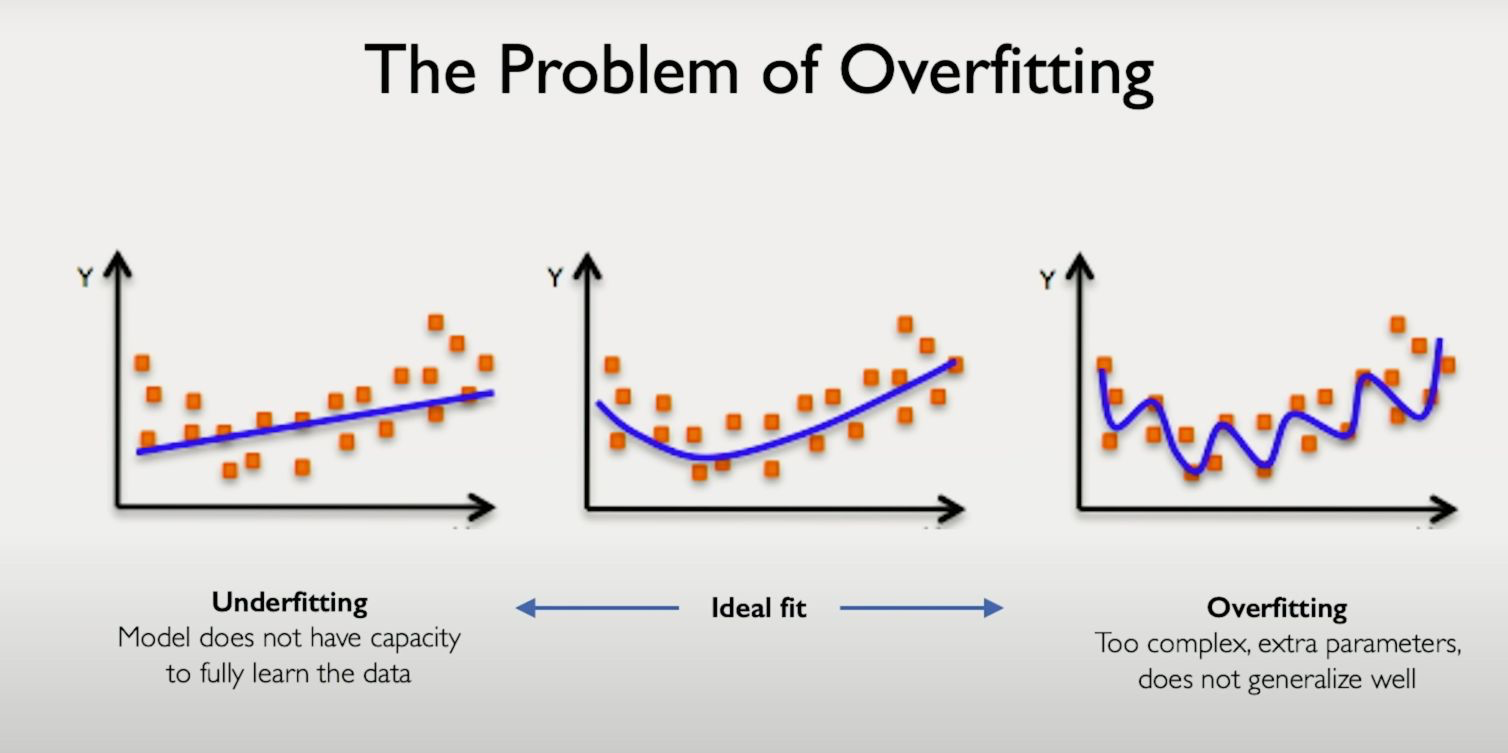 The Problem of Overfitting
Y
Y
Y
Underfitting
Model does not have capacity
to fully learn the data
Ideal fit
Overfitting
Too complex, extra parameters,
does not generalize well